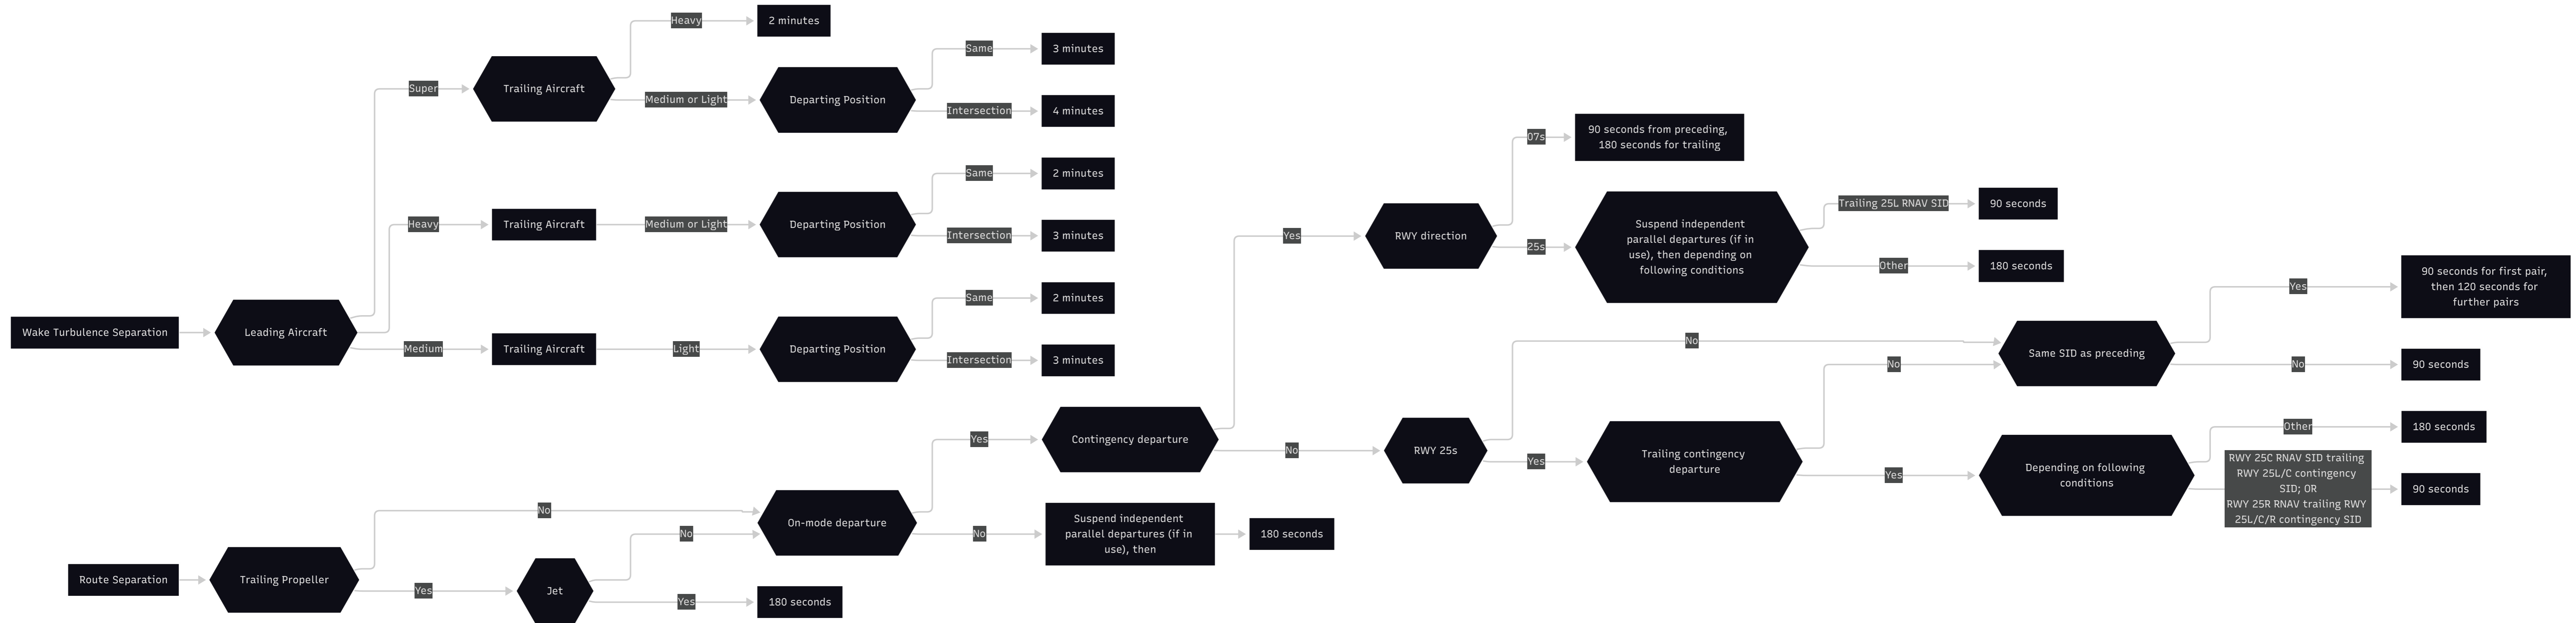 Wake Turbulence Separation
Leading Aircraft
Super
Trailing Aircraft
Heavy
2 minutes
Medium or Light
Departing Position
Same
3 minutes
Intersection
4 minutes
Heavy
Trailing Aircraft
Medium or Light
Departing Position
Same
2 minutes
Intersection
3 minutes
Medium
Trailing Aircraft
Light
Departing Position
Same
2 minutes
Intersection
3 minutes
Route Separation
Trailing Propeller
No
Yes
Jet
No
Yes
180 seconds
On-mode departure
No
Suspend independent
parallel departures (if in
use), then
180 seconds
Yes
Contingency departure
Yes
RWY direction
07s
90 seconds from preceding,
180 seconds for trailing
25s
Suspend independent
parallel departures (if in
use), then depending on
following conditions
Trailing 25L RNAV SID
90 seconds
Other
180 seconds
No
RWY 25s
No
Yes
Trailing contingency
departure
No
Same SID as preceding
Yes
90 seconds for first pair,
then 120 seconds for
further pairs
No
90 seconds
Yes
Depending on following
conditions
Other
180 seconds
RWY 25C RNAV SID trailing
RWY 25L/C contingency
SID; OR
RWY 25R RNAV trailing RWY
25L/C/R contingency SID
90 seconds